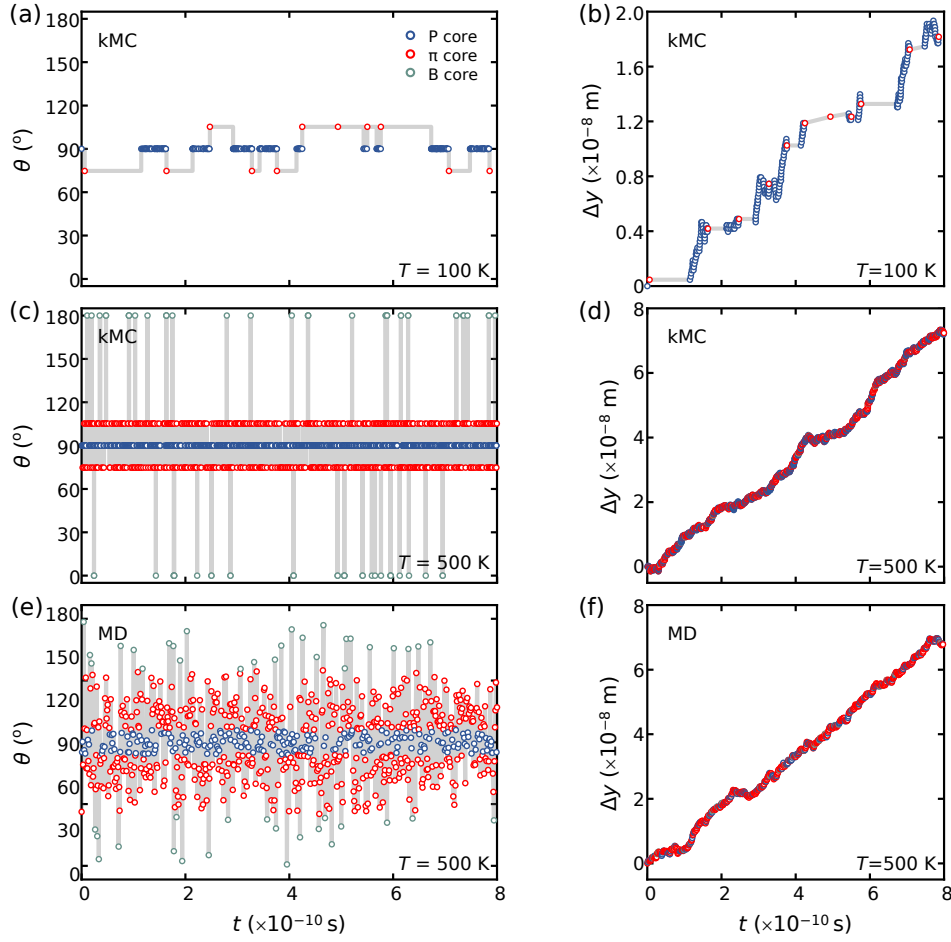 (a)
180
150
120
90
60
30
0
θ (°)
kMC
P core
π core
B core
T = 100 K
(b)
2.0
1.6
1.2
0.8
0.4
0
Δy (×10⁻⁸ m)
kMC
T=100 K
(c)
180
150
120
90
60
30
0
θ (°)
kMC
T = 500 K
(d)
8
6
4
2
0
Δy (×10⁻⁸ m)
kMC
T=500 K
(e)
180
150
120
90
60
30
0
θ (°)
MD
T = 500 K
0 2 4 6 8
t (×10⁻¹⁰ s)
(f)
8
6
4
2
0
Δy (×10⁻⁸ m)
MD
T=500 K
0 2 4 6 8
t (×10⁻¹⁰ s)